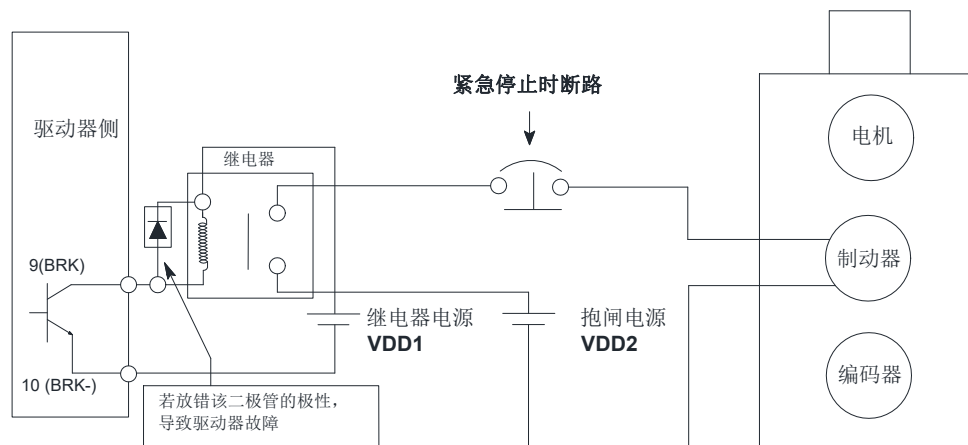 紧急停止时断路
驱动器侧
电机
继电器
制动器
9(BRK)
继电器电源
VDD1
抱闸电源
VDD2
10 (BRK-)
编码器
若放错该二极管的极性，
导致驱动器故障